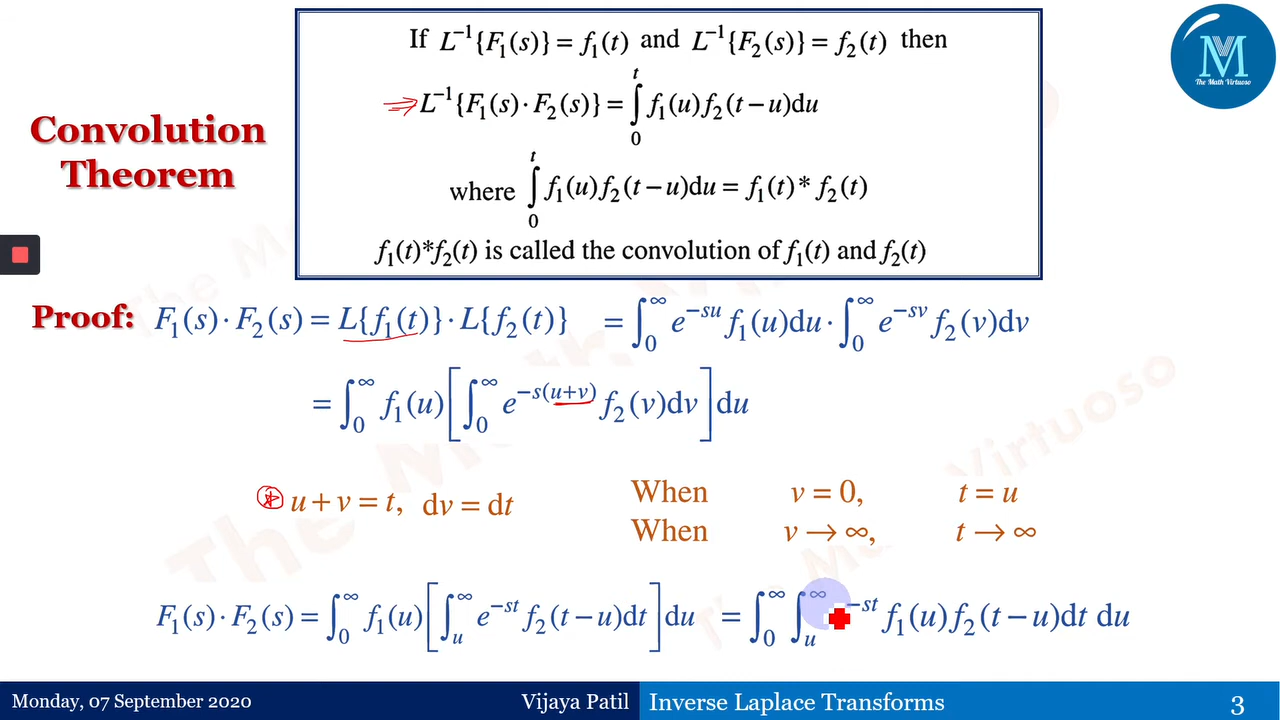 If L⁻¹{F₁(s)} = f₁(t) and L⁻¹{F₂(s)} = f₂(t) then
⇒ L⁻¹{F₁(s)·F₂(s)} = ∫₀ᵗ f₁(u)f₂(t−u)du
where ∫₀ᵗ f₁(u)f₂(t−u)du = f₁(t)* f₂(t)
f₁(t)*f₂(t) is called the convolution of f₁(t) and f₂(t)
M
The Math Virtuoso
Convolution
Theorem
Proof: F₁(s)·F₂(s) = L{f₁(t)}·L{f₂(t)} = ∫₀^∞ e^{−su} f₁(u)du · ∫₀^∞ e^{−sv} f₂(v)dv
= ∫₀^∞ f₁(u)[∫₀^∞ e^{−s(u+v)} f₂(v)dv]du
* u + v = t, dv = dt When v = 0, t = u
When v → ∞, t → ∞
F₁(s)·F₂(s) = ∫₀^∞ f₁(u)[∫ᵤ^∞ e^{−st} f₂(t−u)dt]du = ∫₀^∞ ∫ᵤ^∞ ^{−st} f₁(u)f₂(t−u)dt du
Monday, 07 September 2020 Vijaya Patil Inverse Laplace Transforms 3